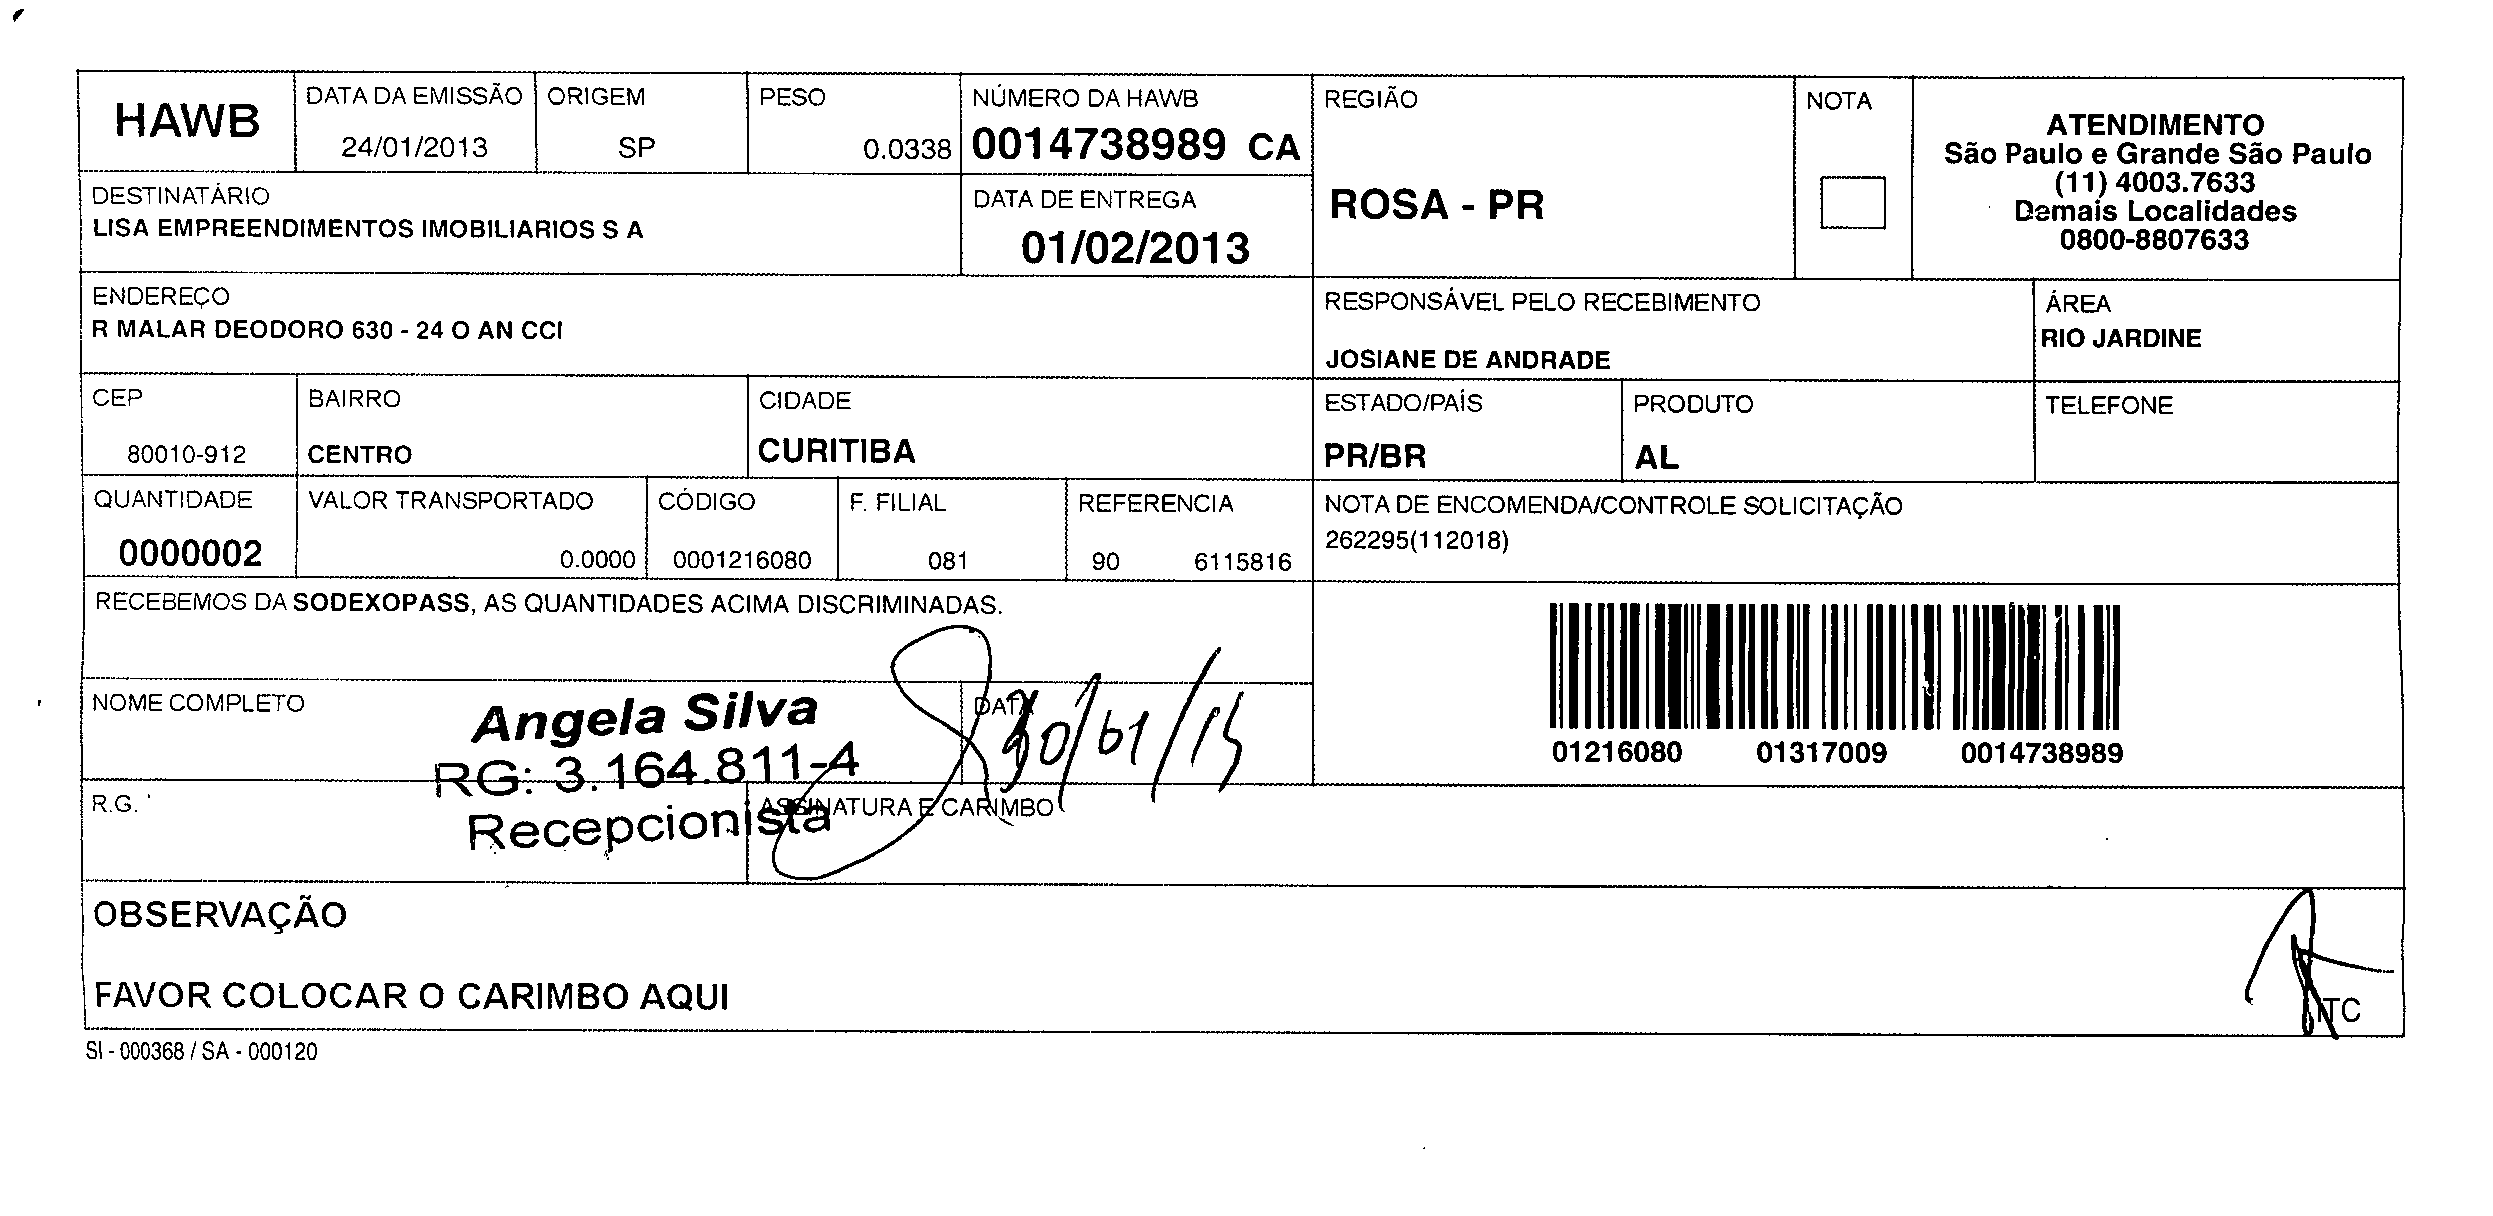 HAWB
DATA DA EMISSÃO
24/01/2013
ORIGEM
SP
PESO
0.0338
NÚMERO DA HAWB
0014738989 CA
REGIÃO
ROSA - PR
NOTA
ATENDIMENTO
São Paulo e Grande São Paulo
(11) 4003.7633
Demais Localidades
0800-8807633
DESTINATÁRIO
LISA EMPREENDIMENTOS IMOBILIARIOS S A
DATA DE ENTREGA
01/02/2013
ENDEREÇO
R MALAR DEODORO 630 - 24 O AN CCI
RESPONSÁVEL PELO RECEBIMENTO
JOSIANE DE ANDRADE
ÁREA
RIO JARDINE
CEP
80010-912
BAIRRO
CENTRO
CIDADE
CURITIBA
ESTADO/PAÍS
PR/BR
PRODUTO
AL
TELEFONE
QUANTIDADE
0000002
VALOR TRANSPORTADO
0.0000
CÓDIGO
0001216080
F. FILIAL
081
REFERENCIA
90 6115816
NOTA DE ENCOMENDA/CONTROLE SOLICITAÇÃO
262295(112018)
RECEBEMOS DA SODEXOPASS, AS QUANTIDADES ACIMA DISCRIMINADAS.
01216080 01317009 0014738989
NOME COMPLETO
Angela Silva
RG: 3.164.811-4
Recepcionista
DATA
30/01/13
R.G.
ASSINATURA E CARIMBO
OBSERVAÇÃO
FAVOR COLOCAR O CARIMBO AQUI
TC
SI - 000368 / SA - 000120